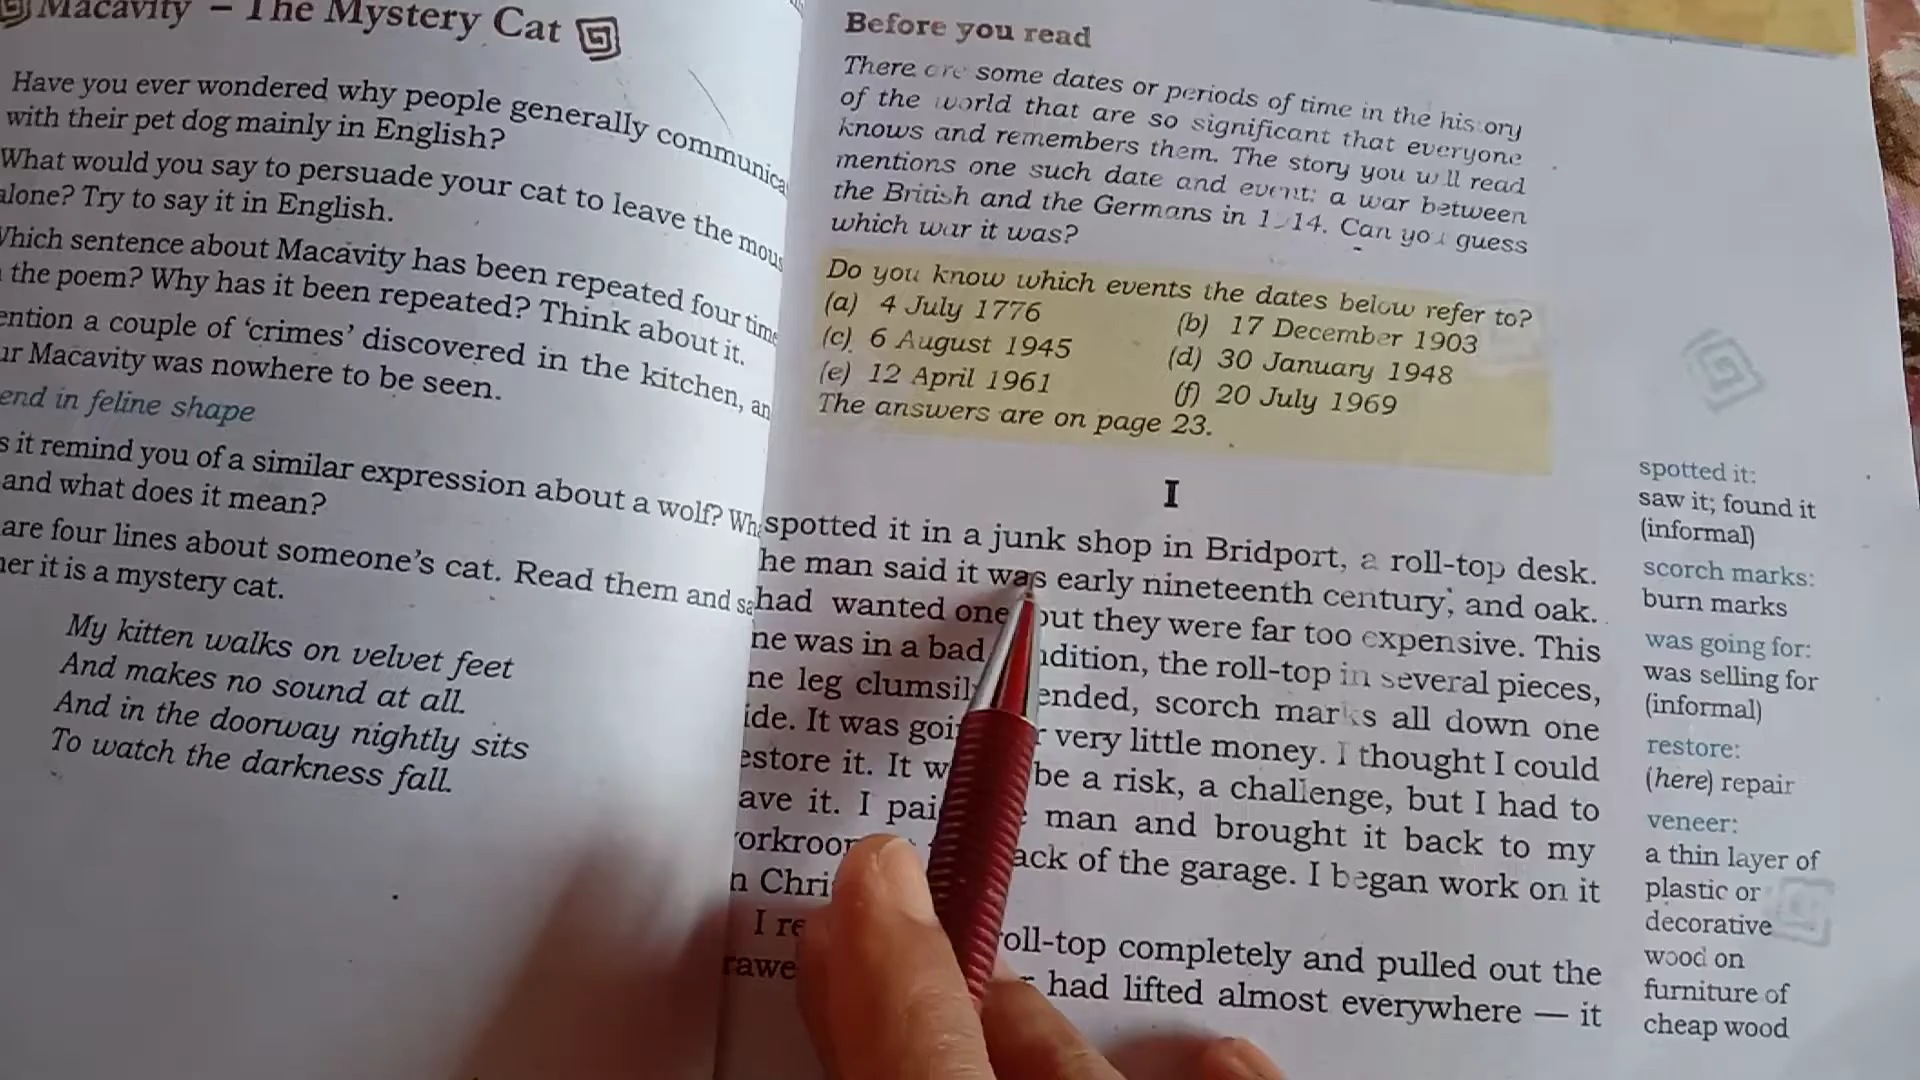 Macavity – The Mystery Cat
Have you ever wondered why people generally communica
with their pet dog mainly in English?
What would you say to persuade your cat to leave the mous
alone? Try to say it in English.
Which sentence about Macavity has been repeated four time
the poem? Why has it been repeated? Think about it.
ention a couple of ‘crimes’ discovered in the kitchen, an
ur Macavity was nowhere to be seen.
end in feline shape
s it remind you of a similar expression about a wolf? Wh
and what does it mean?
are four lines about someone’s cat. Read them and sa
her it is a mystery cat.
My kitten walks on velvet feet
And makes no sound at all.
And in the doorway nightly sits
To watch the darkness fall.
Before you read
There are some dates or periods of time in the history
of the world that are so significant that everyone
knows and remembers them. The story you will read
mentions one such date and event: a war between
the British and the Germans in 1914. Can you guess
which war it was?
Do you know which events the dates below refer to?
(a) 4 July 1776 (b) 17 December 1903
(c) 6 August 1945 (d) 30 January 1948
(e) 12 April 1961 (f) 20 July 1969
The answers are on page 23.
I
spotted it in a junk shop in Bridport, a roll-top desk.
he man said it was early nineteenth century, and oak.
had wanted one but they were far too expensive. This
ne was in a bad ndition, the roll-top in several pieces,
ne leg clumsil ended, scorch marks all down one
ide. It was goi r very little money. I thought I could
estore it. It w be a risk, a challenge, but I had to
ave it. I pai man and brought it back to my
orkroo ack of the garage. I began work on it
n Chri
I re oll-top completely and pulled out the
rawe had lifted almost everywhere — it
spotted it:
saw it; found it
(informal)
scorch marks:
burn marks
was going for:
was selling for
(informal)
restore:
(here) repair
veneer:
a thin layer of
plastic or
decorative
wood on
furniture of
cheap wood